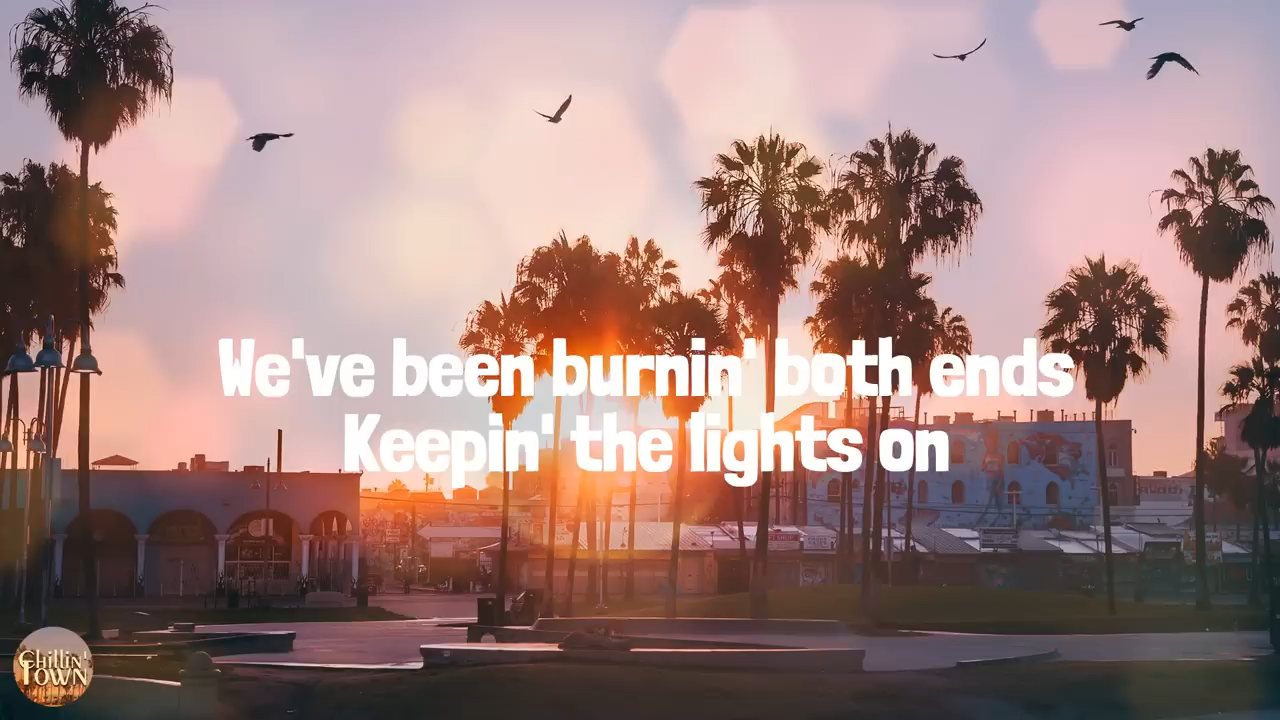 We've been burnin' both ends
Keepin' the lights on
Chillin'
Town